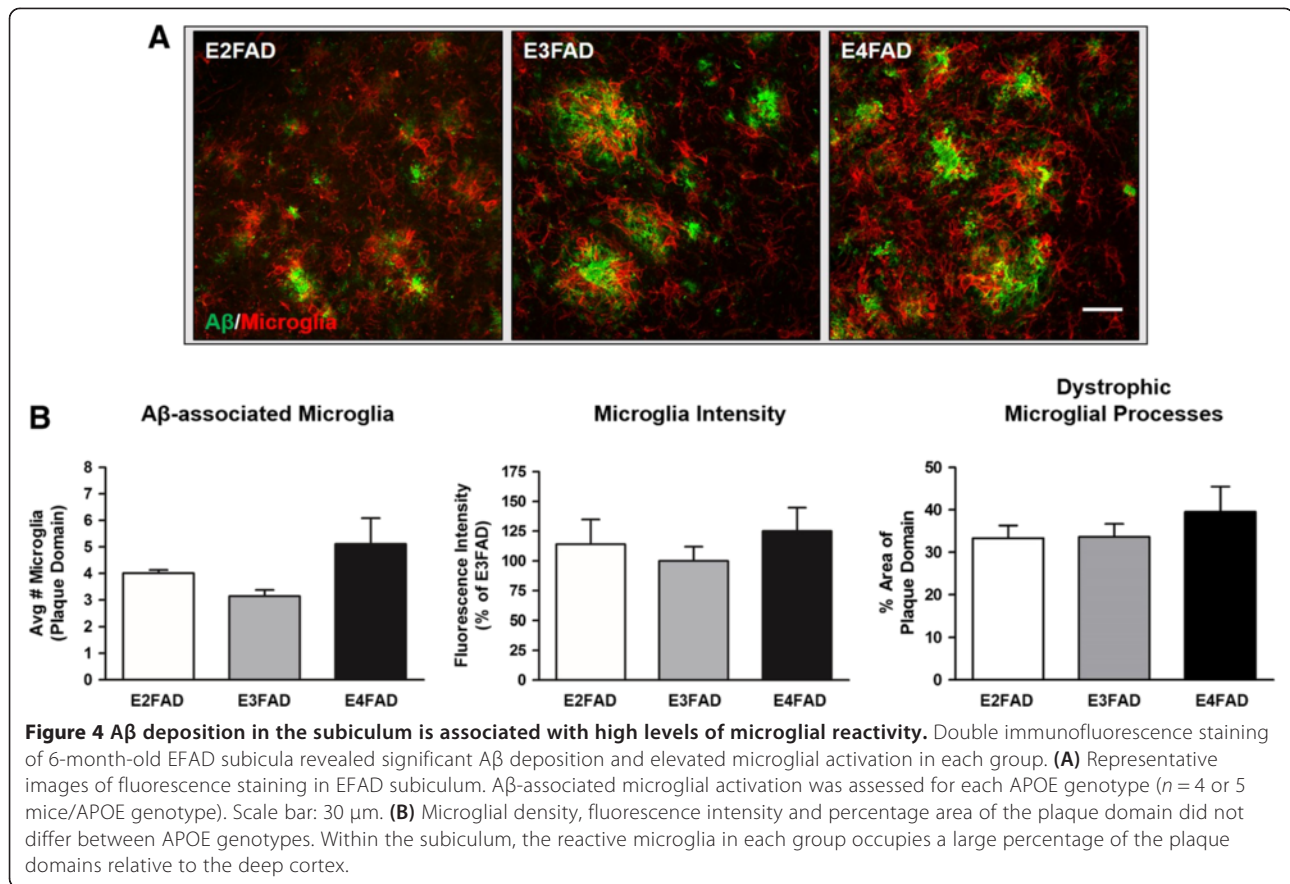 A
E2FAD
E3FAD
E4FAD
Aβ/Microglia
B
Aβ-associated Microglia
Avg # Microglia
(Plaque Domain)
8
7
6
5
4
3
2
1
0
E2FAD E3FAD E4FAD
Microglia Intensity
Fluorescence Intensity
(% of E3FAD)
175
150
125
100
75
50
25
0
E2FAD E3FAD E4FAD
Dystrophic
Microglial Processes
% Area of
Plaque Domain
50
40
30
20
10
0
E2FAD E3FAD E4FAD
Figure 4 Aβ deposition in the subiculum is associated with high levels of microglial reactivity. Double immunofluorescence staining
of 6-month-old EFAD subicula revealed significant Aβ deposition and elevated microglial activation in each group. (A) Representative
images of fluorescence staining in EFAD subiculum. Aβ-associated microglial activation was assessed for each APOE genotype (n = 4 or 5
mice/APOE genotype). Scale bar: 30 μm. (B) Microglial density, fluorescence intensity and percentage area of the plaque domain did not
differ between APOE genotypes. Within the subiculum, the reactive microglia in each group occupies a large percentage of the plaque
domains relative to the deep cortex.